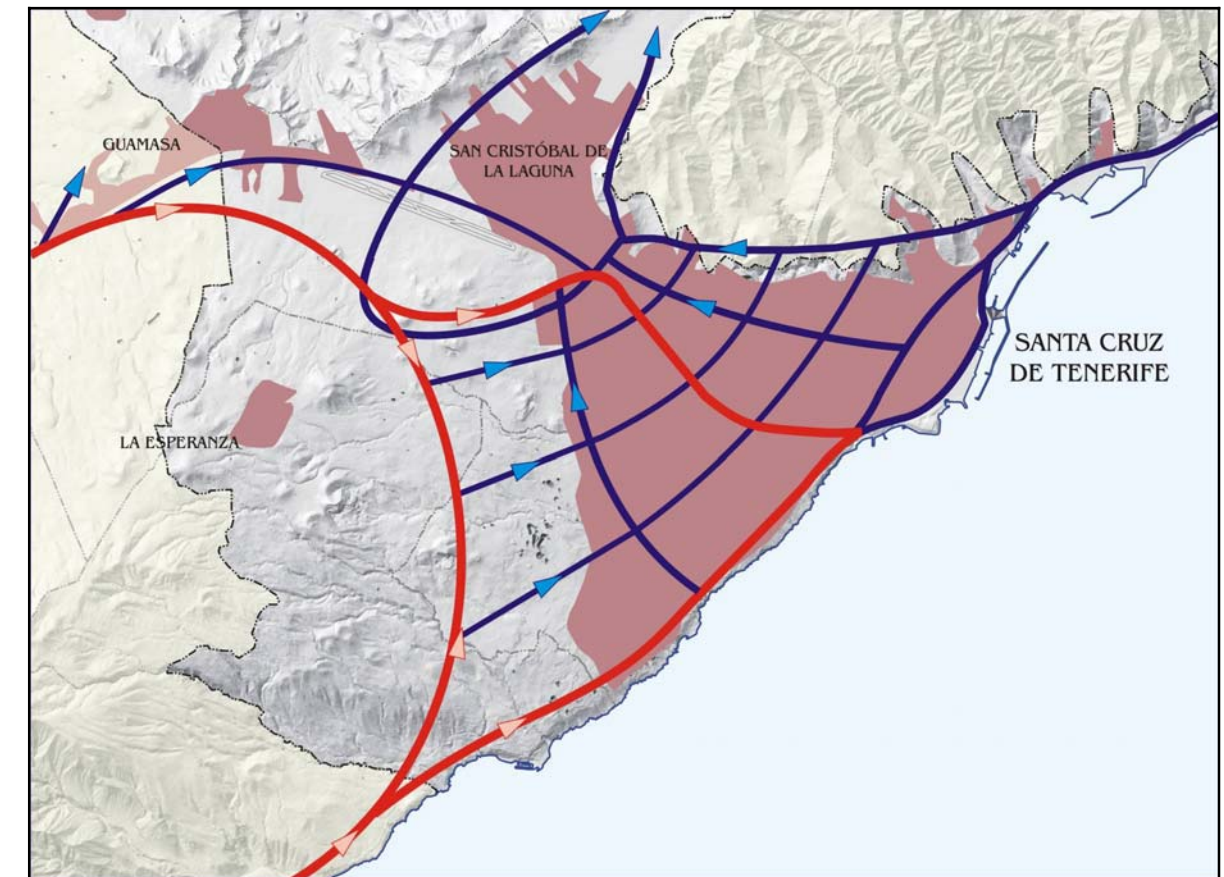 GUAMASA
SAN CRISTÓBAL DE
LA LAGUNA
SANTA CRUZ
DE TENERIFE
LA ESPERANZA